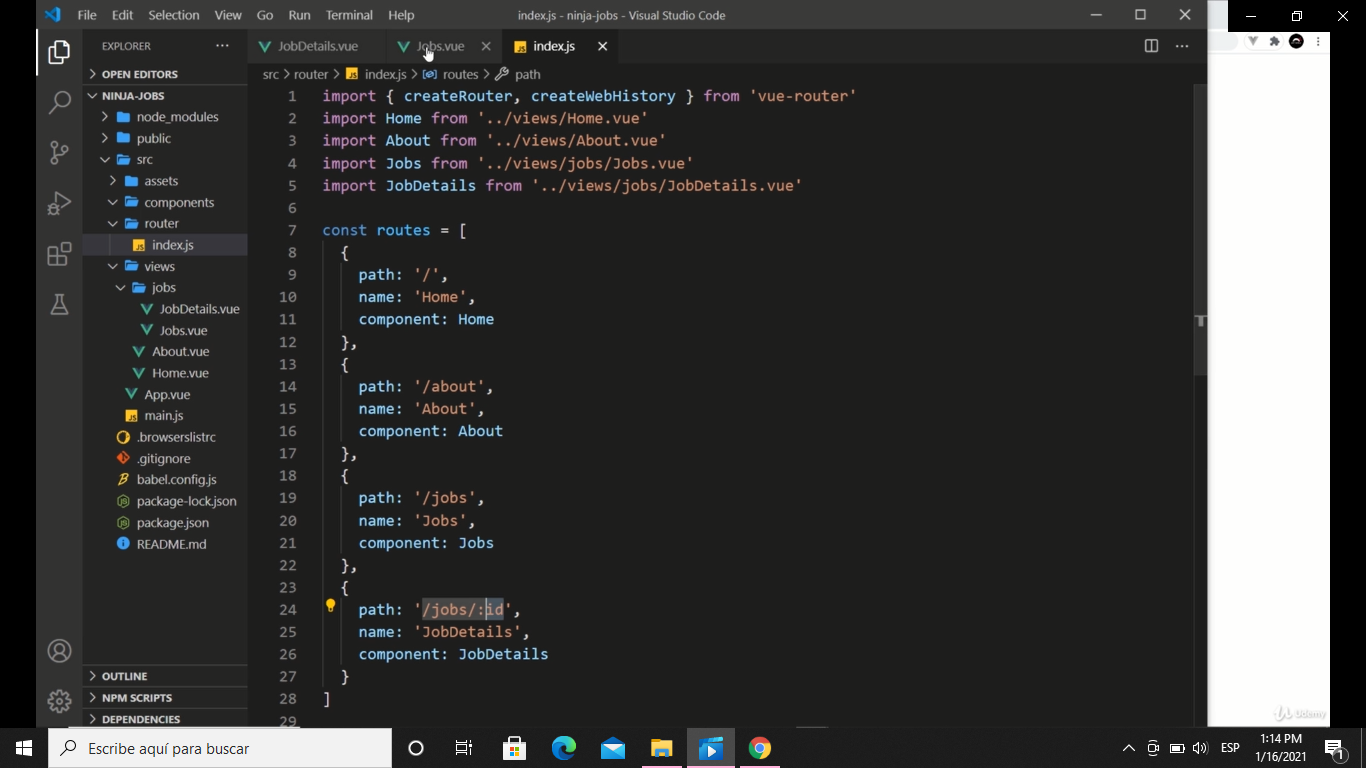 File Edit Selection View Go Run Terminal Help
index.js - ninja-jobs - Visual Studio Code
EXPLORER
OPEN EDITORS
NINJA-JOBS
node_modules
public
src
assets
components
router
index.js
views
jobs
JobDetails.vue
Jobs.vue
About.vue
Home.vue
App.vue
main.js
.browserslistrc
.gitignore
babel.config.js
package-lock.json
package.json
README.md
OUTLINE
NPM SCRIPTS
DEPENDENCIES
JobDetails.vue Jobs.vue index.js
src > router > index.js > routes > path
1 import { createRouter, createWebHistory } from 'vue-router'
2 import Home from '../views/Home.vue'
3 import About from '../views/About.vue'
4 import Jobs from '../views/jobs/Jobs.vue'
5 import JobDetails from '../views/jobs/JobDetails.vue'
6
7 const routes = [
8 {
9 path: '/',
10 name: 'Home',
11 component: Home
12 },
13 {
14 path: '/about',
15 name: 'About',
16 component: About
17 },
18 {
19 path: '/jobs',
20 name: 'Jobs',
21 component: Jobs
22 },
23 {
24 path: '/jobs/:id',
25 name: 'JobDetails',
26 component: JobDetails
27 }
28 ]
29
Udemy
Escribe aquí para buscar
ESP
1:14 PM
1/16/2021
1